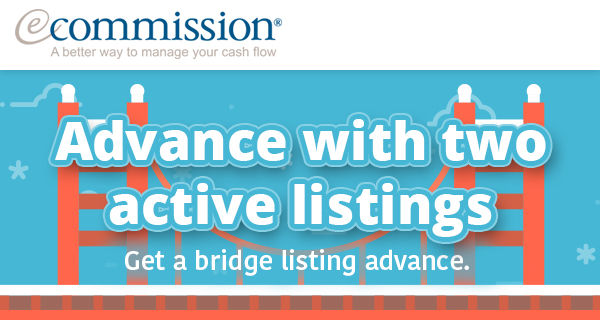 ecommission®
A better way to manage your cash flow
Advance with two
active listings
Get a bridge listing advance.